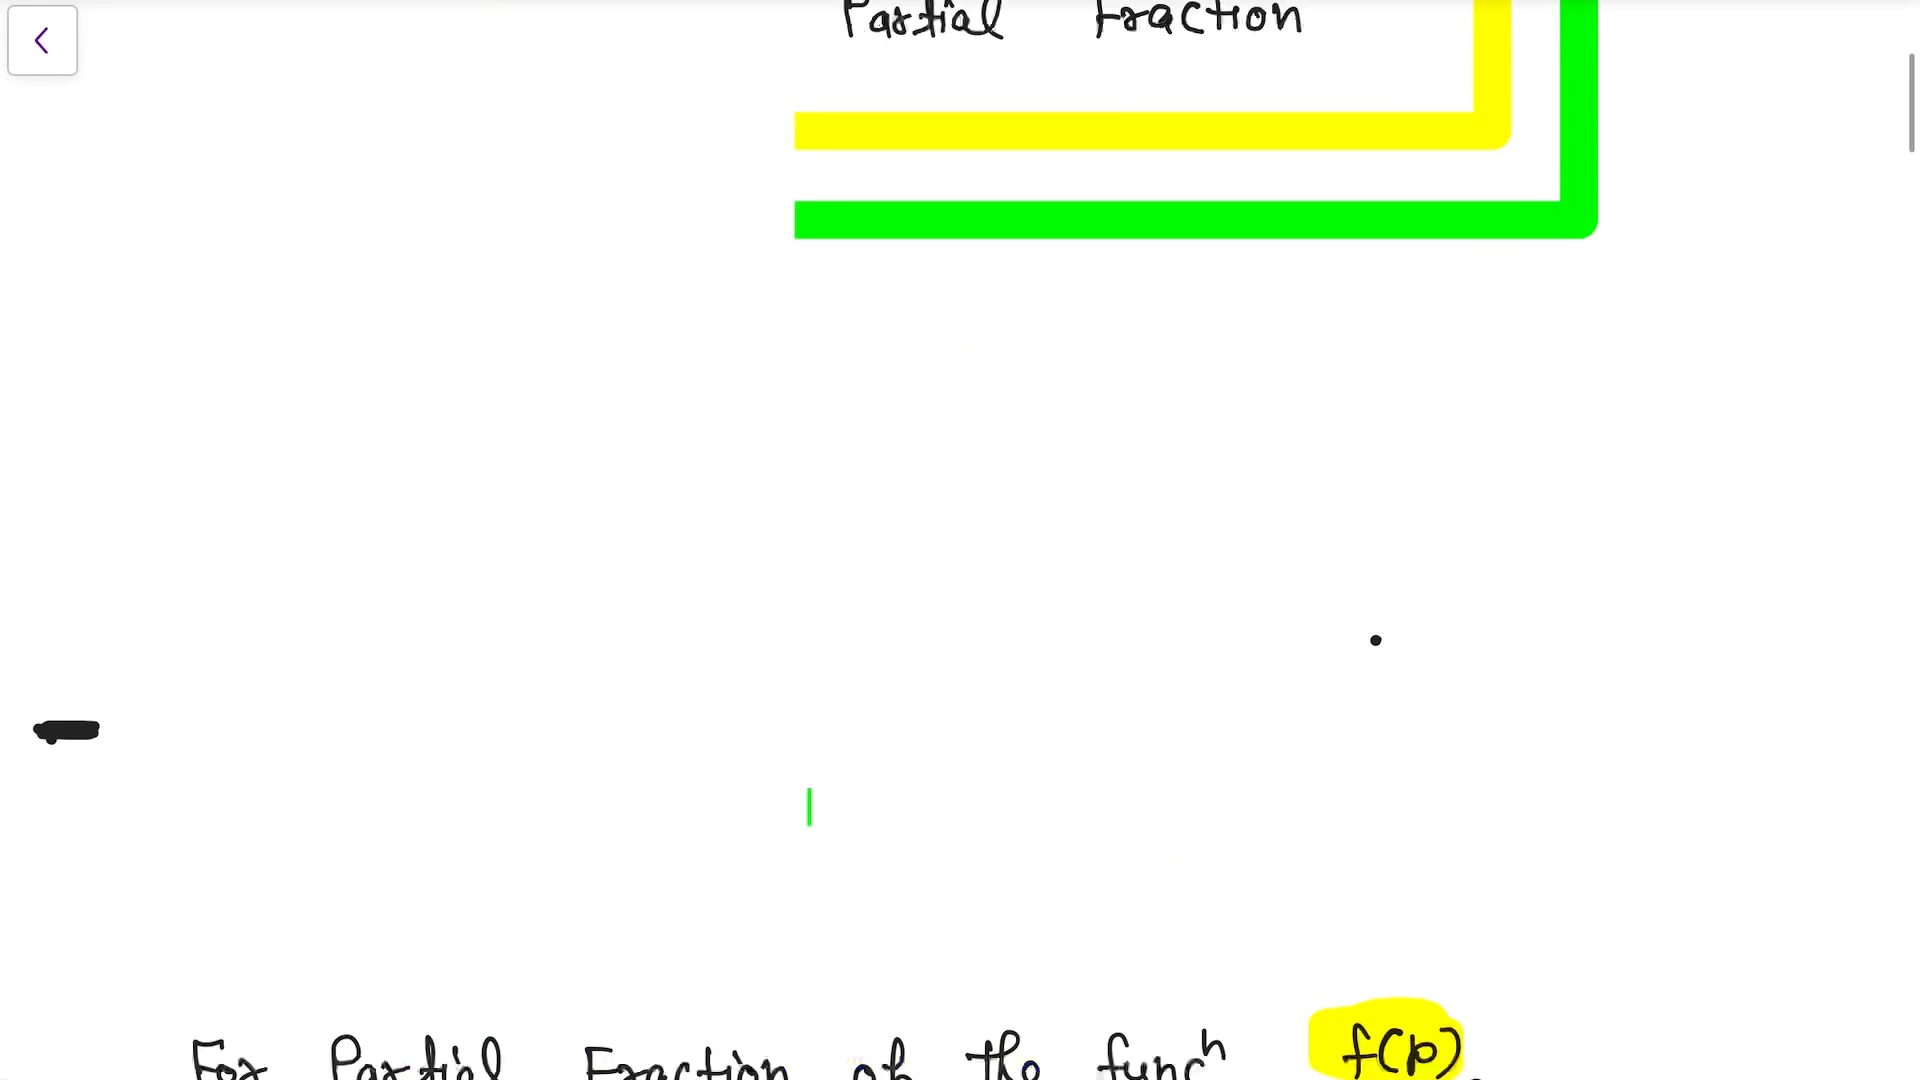 Partial Fraction
For Partial Fraction of the funcⁿ f(p).